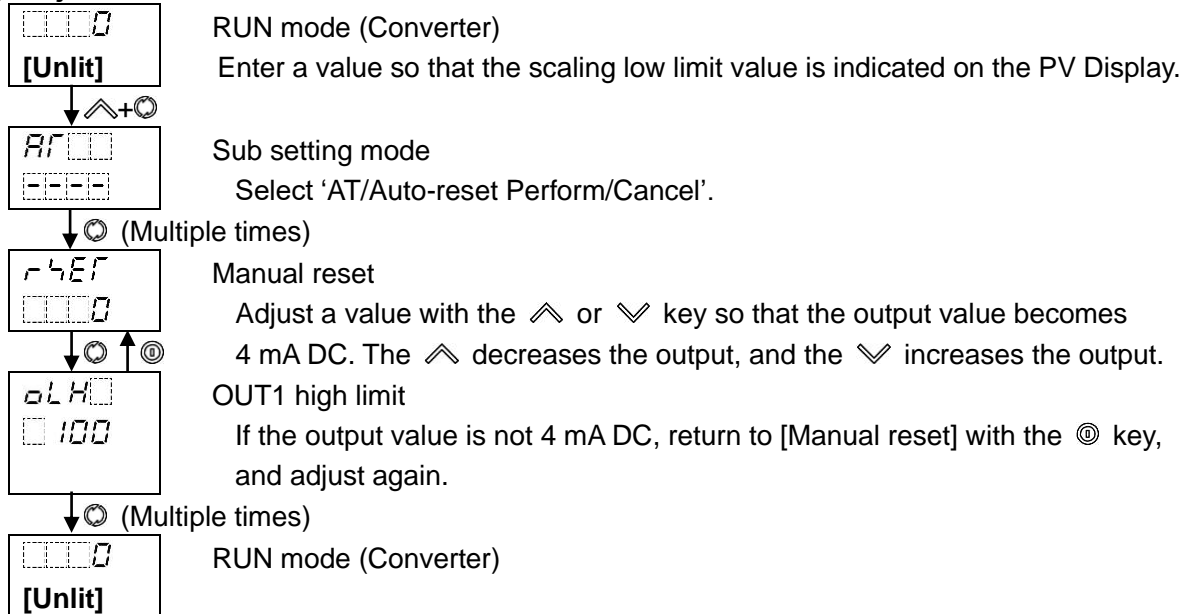 0 RUN mode (Converter)
[Unlit] Enter a value so that the scaling low limit value is indicated on the PV Display.
+
AT Sub setting mode
---- Select ‘AT/Auto-reset Perform/Cancel’.
(Multiple times)
rSET Manual reset
0 Adjust a value with the or key so that the output value becomes
4 mA DC. The decreases the output, and the increases the output.
oLH OUT1 high limit
100 If the output value is not 4 mA DC, return to [Manual reset] with the key,
and adjust again.
(Multiple times)
0 RUN mode (Converter)
[Unlit]